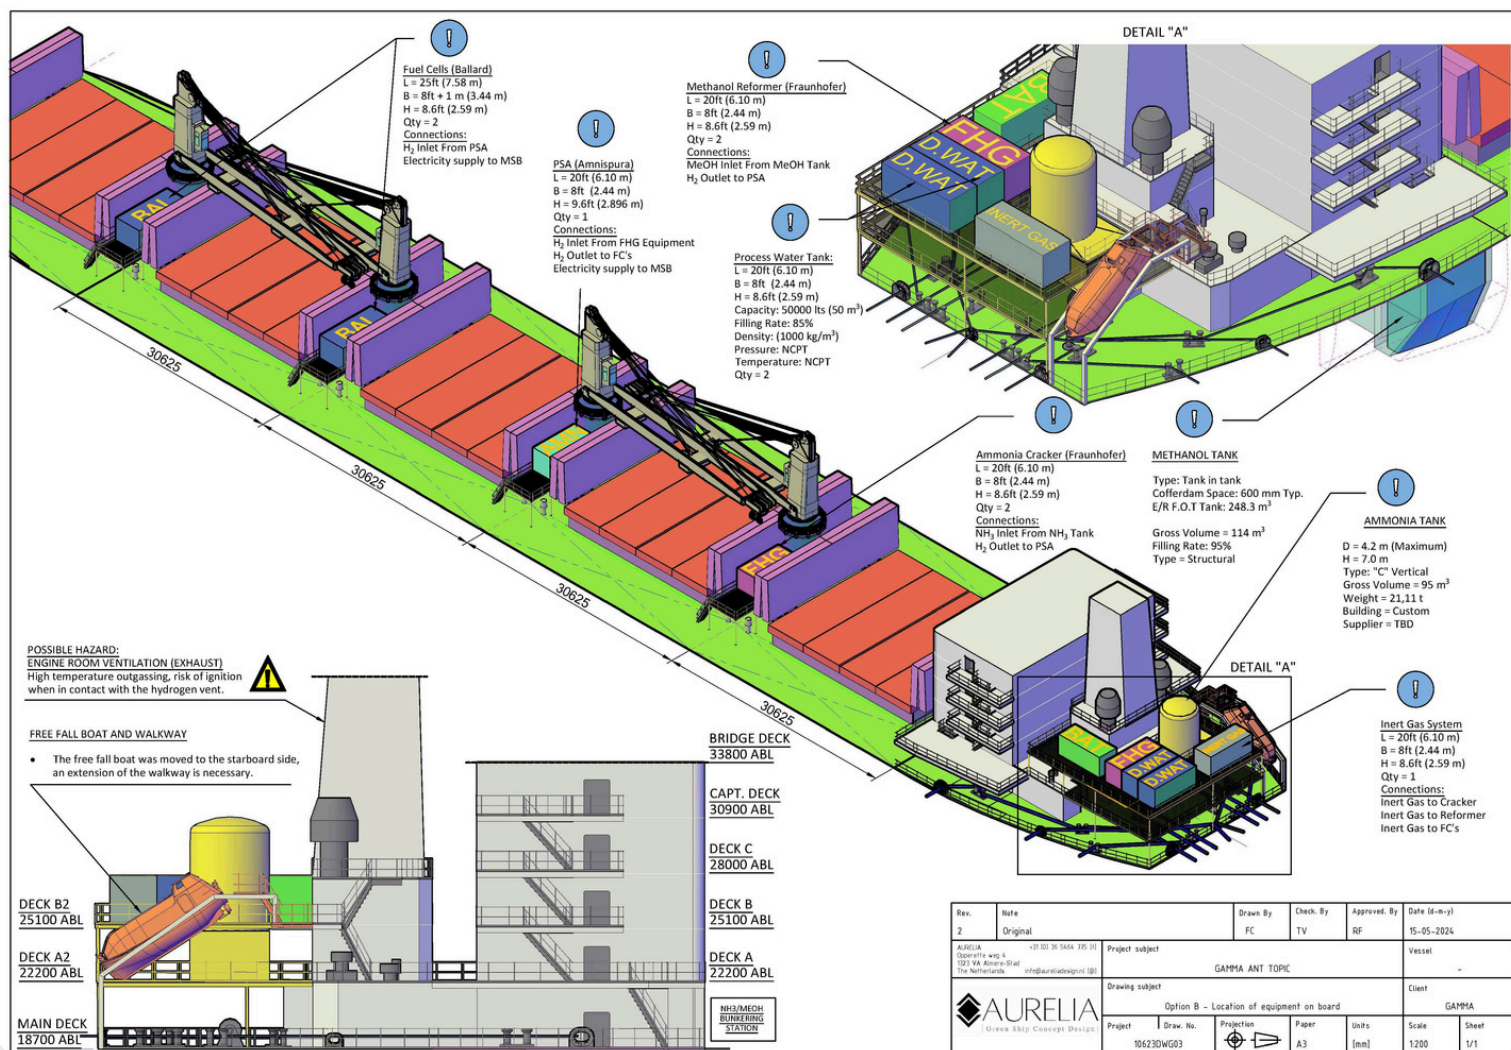 DETAIL "A"
Fuel Cells (Ballard)
L = 25ft (7.58 m)
B = 8ft + 1 m (3.44 m)
H = 8.6ft (2.59 m)
Qty = 2
Connections:
H₂ Inlet From PSA
Electricity supply to MSB
PSA (Amnispura)
L = 20ft (6.10 m)
B = 8ft (2.44 m)
H = 9.6ft (2.896 m)
Qty = 1
Connections:
H₂ Inlet From FHG Equipment
H₂ Outlet to FC's
Electricity supply to MSB
Methanol Reformer (Fraunhofer)
L = 20ft (6.10 m)
B = 8ft (2.44 m)
H = 8.6ft (2.59 m)
Qty = 2
Connections:
MeOH Inlet From MeOH Tank
H₂ Outlet to PSA
Process Water Tank:
L = 20ft (6.10 m)
B = 8ft (2.44 m)
H = 8.6ft (2.59 m)
Capacity: 50000 lts (50 m³)
Filling Rate: 85%
Density: (1000 kg/m³)
Pressure: NCPT
Temperature: NCPT
Qty = 2
BAT
FHG
D.WAT
D.WAT
INERT GAS
BAL
BAL
FHG
30625
30625
30625
30625
Ammonia Cracker (Fraunhofer)
L = 20ft (6.10 m)
B = 8ft (2.44 m)
H = 8.6ft (2.59 m)
Qty = 2
Connections:
NH₃ Inlet From NH₃ Tank
H₂ Outlet to PSA
METHANOL TANK
Type: Tank in tank
Cofferdam Space: 600 mm Typ.
E/R F.O.T Tank: 248.3 m³
Gross Volume = 114 m³
Filling Rate: 95%
Type = Structural
AMMONIA TANK
D = 4.2 m (Maximum)
H = 7.0 m
Type: "C" Vertical
Gross Volume = 95 m³
Weight = 21,11 t
Building = Custom
Supplier = TBD
DETAIL "A"
BAT
FHG
D.WAT
D.WAT
INERT GAS
Inert Gas System
L = 20ft (6.10 m)
B = 8ft (2.44 m)
H = 8.6ft (2.59 m)
Qty = 1
Connections:
Inert Gas to Cracker
Inert Gas to Reformer
Inert Gas to FC's
POSSIBLE HAZARD:
ENGINE ROOM VENTILATION (EXHAUST)
High temperature outgassing, risk of ignition
when in contact with the hydrogen vent.
FREE FALL BOAT AND WALKWAY
• The free fall boat was moved to the starboard side,
an extension of the walkway is necessary.
DECK B2
25100 ABL
DECK A2
22200 ABL
MAIN DECK
18700 ABL
BRIDGE DECK
33800 ABL
CAPT. DECK
30900 ABL
DECK C
28000 ABL
DECK B
25100 ABL
DECK A
22200 ABL
NH3/MEOH
BUNKERING
STATION
Rev. Note Drawn By Check. By Approved. By Date (d-m-y)
2 Original FC TV RF 15-05-2024
AURELIA
Operette weg 4
1323 VA Almere-Stad
The Netherlands
Project subject
GAMMA ANT TOPIC
Vessel
-
AURELIA
Green Ship Concept Design
Drawing subject
Option B - Location of equipment on board
Client
GAMMA
Project Draw. No. Projection Paper Units Scale Sheet
10623DWG03 A3 [mm] 1:200 1/1